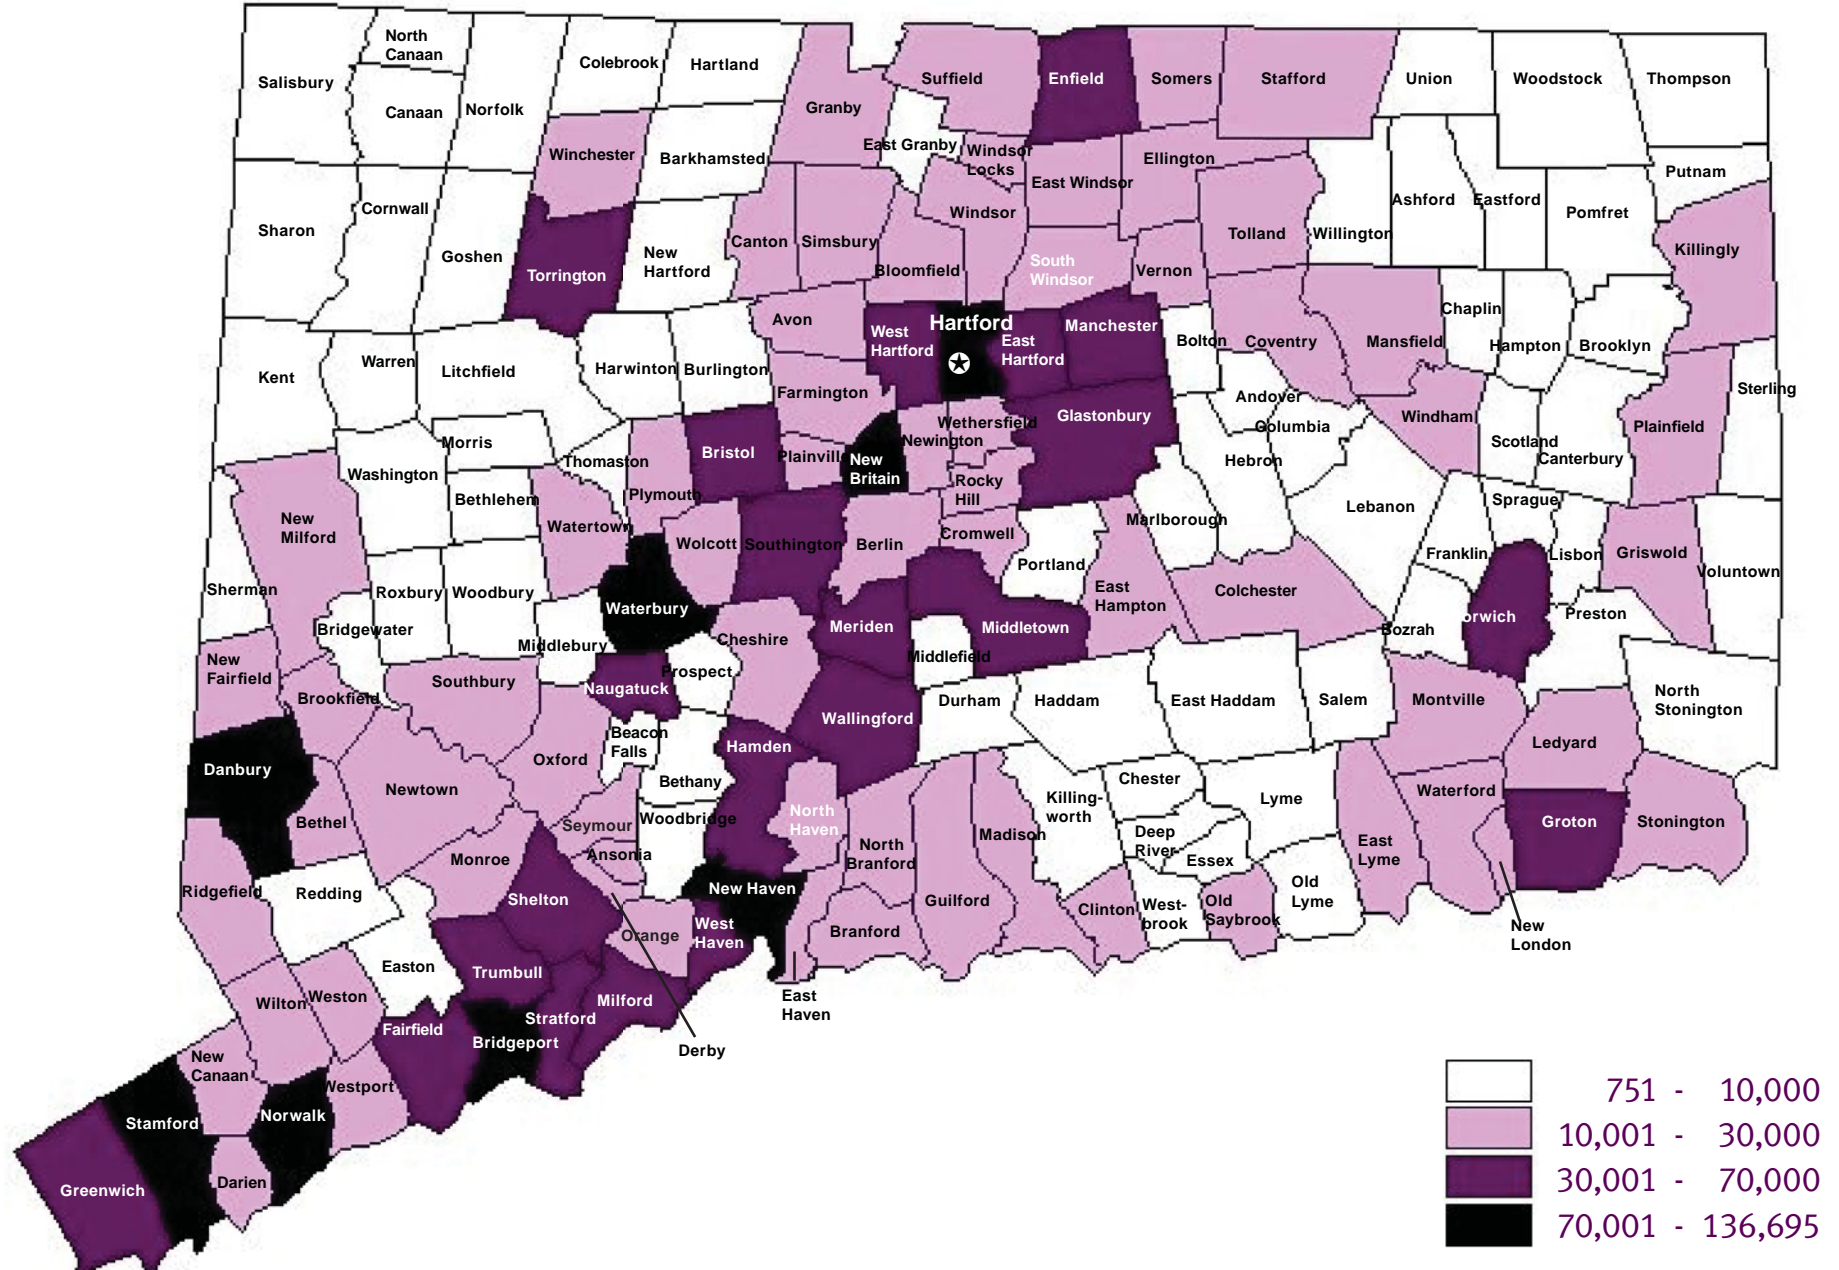 North
Canaan
Colebrook
Hartland
Salisbury
Canaan
Norfolk
Granby
Suffield
Enfield
Somers
Stafford
Union
Woodstock
Thompson
Winchester
Barkhamsted
East Granby
Windsor
Locks
East Windsor
Ellington
Putnam
Sharon
Cornwall
Goshen
Torrington
New
Hartford
Canton
Simsbury
Bloomfield
Windsor
South
Windsor
Vernon
Tolland
Willington
Ashford
Eastford
Pomfret
Killingly
Kent
Warren
Litchfield
Harwinton
Burlington
Avon
Farmington
West
Hartford
Hartford
East
Hartford
Manchester
Bolton
Coventry
Mansfield
Chaplin
Hampton
Brooklyn
Sterling
Andover
Columbia
Windham
Scotland
Canterbury
Plainfield
Morris
Washington
Bethlehem
Thomaston
Plymouth
Bristol
Plainville
New
Britain
Newington
Wethersfield
Rocky
Hill
Glastonbury
Hebron
Marlborough
Lebanon
Sprague
Franklin
Lisbon
Griswold
Voluntown
New
Milford
Watertown
Wolcott
Southington
Berlin
Cromwell
Portland
East
Hampton
Colchester
Sherman
Roxbury
Woodbury
Bridgewater
Waterbury
Middlebury
Cheshire
Meriden
Middletown
Middlefield
Bozrah
orwich
Preston
New
Fairfield
Brookfield
Southbury
Naugatuck
Prospect
Wallingford
Durham
Haddam
East Haddam
Salem
Montville
North
Stonington
Ledyard
Danbury
Bethel
Newtown
Oxford
Beacon
Falls
Bethany
Hamden
North
Haven
Woodbridge
Seymour
Ansonia
Monroe
Shelton
North
Branford
Guilford
Madison
Killing-
worth
Chester
Deep
River
Essex
Lyme
East
Lyme
Waterford
Groton
Stonington
Ridgefield
Redding
New Haven
West
Haven
Orange
Branford
Clinton
West-
brook
Old
Saybrook
Old
Lyme
New
London
Easton
Trumbull
Wilton
Weston
Milford
Stratford
East
Haven
Derby
Fairfield
Bridgeport
New
Canaan
Westport
Norwalk
Stamford
Darien
Greenwich
751 - 10,000
10,001 - 30,000
30,001 - 70,000
70,001 - 136,695